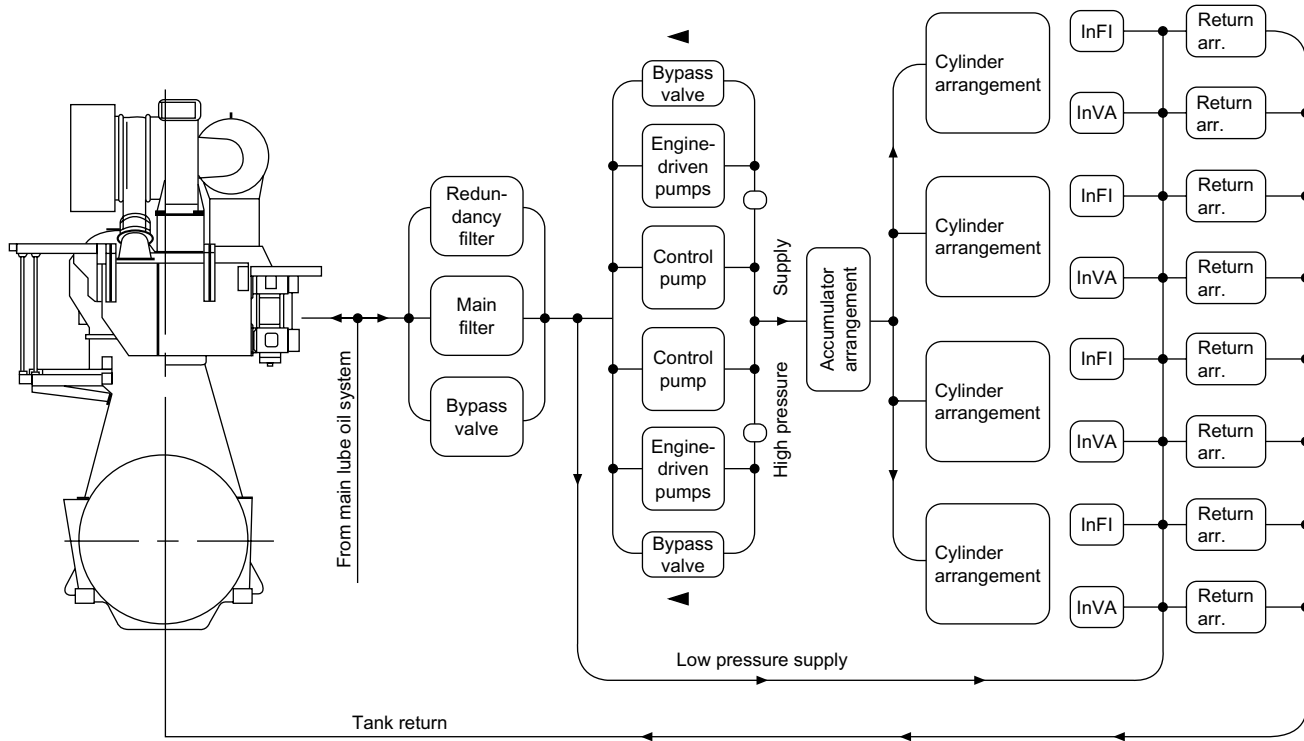 From main lube oil system
Redun-
dancy
filter
Main
filter
Bypass
valve
Bypass
valve
Engine-
driven
pumps
Control
pump
Control
pump
Engine-
driven
pumps
Bypass
valve
Supply
High pressure
Accumulator
arrangement
Cylinder
arrangement
Cylinder
arrangement
Cylinder
arrangement
Cylinder
arrangement
InFI
InVA
InFI
InVA
InFI
InVA
InFI
InVA
Return
arr.
Return
arr.
Return
arr.
Return
arr.
Return
arr.
Return
arr.
Return
arr.
Return
arr.
Low pressure supply
Tank return